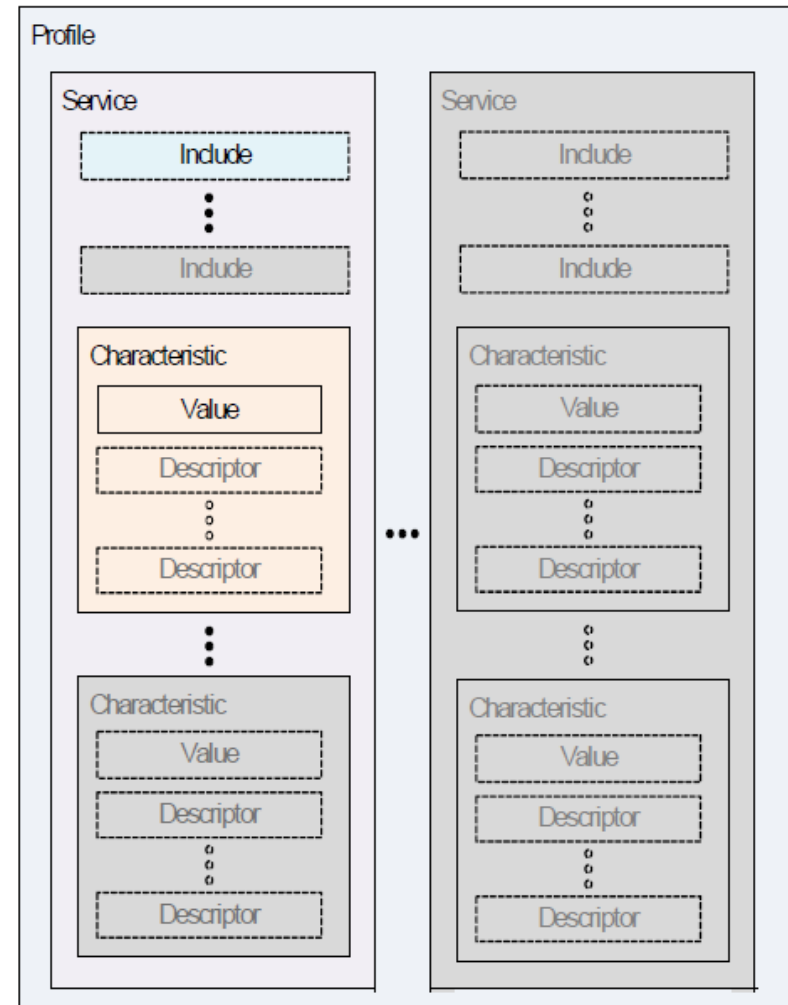 Profile
Service
Include
Include
Characteristic
Value
Descriptor
Descriptor
Characteristic
Value
Descriptor
Descriptor
Service
Include
Include
Characteristic
Value
Descriptor
Descriptor
Characteristic
Value
Descriptor
Descriptor